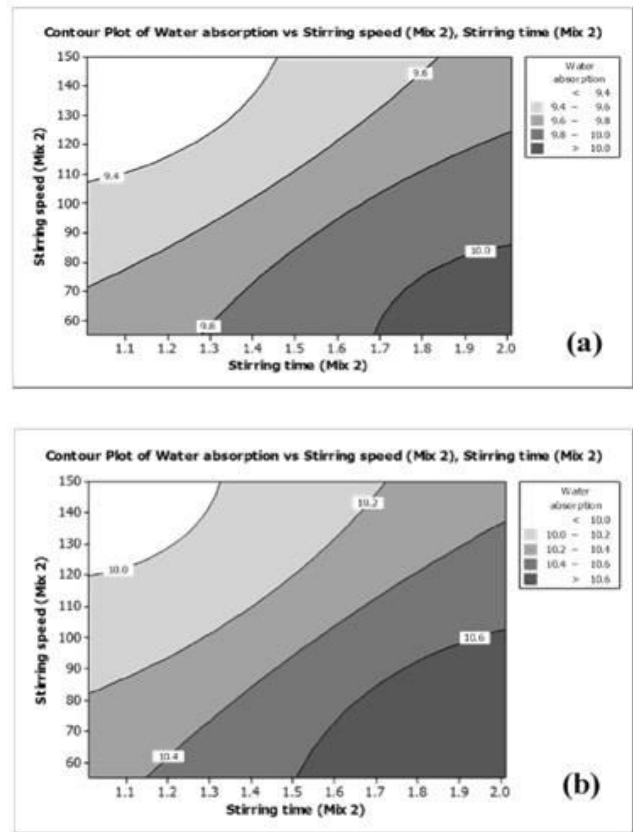 Contour Plot of Water absorption vs Stirring speed (Mix 2), Stirring time (Mix 2)
150
140
130
120
110
100
90
80
70
60
Stirring speed (Mix 2)
9.6
9.4
10.0
9.8
1.1 1.2 1.3 1.4 1.5 1.6 1.7 1.8 1.9 2.0
Stirring time (Mix 2)
Water
absorption
< 9.4
9.4 – 9.6
9.6 – 9.8
9.8 – 10.0
> 10.0
(a)
Contour Plot of Water absorption vs Stirring speed (Mix 2), Stirring time (Mix 2)
150
140
130
120
110
100
90
80
70
60
Stirring speed (Mix 2)
10.2
10.0
10.6
10.4
1.1 1.2 1.3 1.4 1.5 1.6 1.7 1.8 1.9 2.0
Stirring time (Mix 2)
Water
absorption
< 10.0
10.0 – 10.2
10.2 – 10.4
10.4 – 10.6
> 10.6
(b)